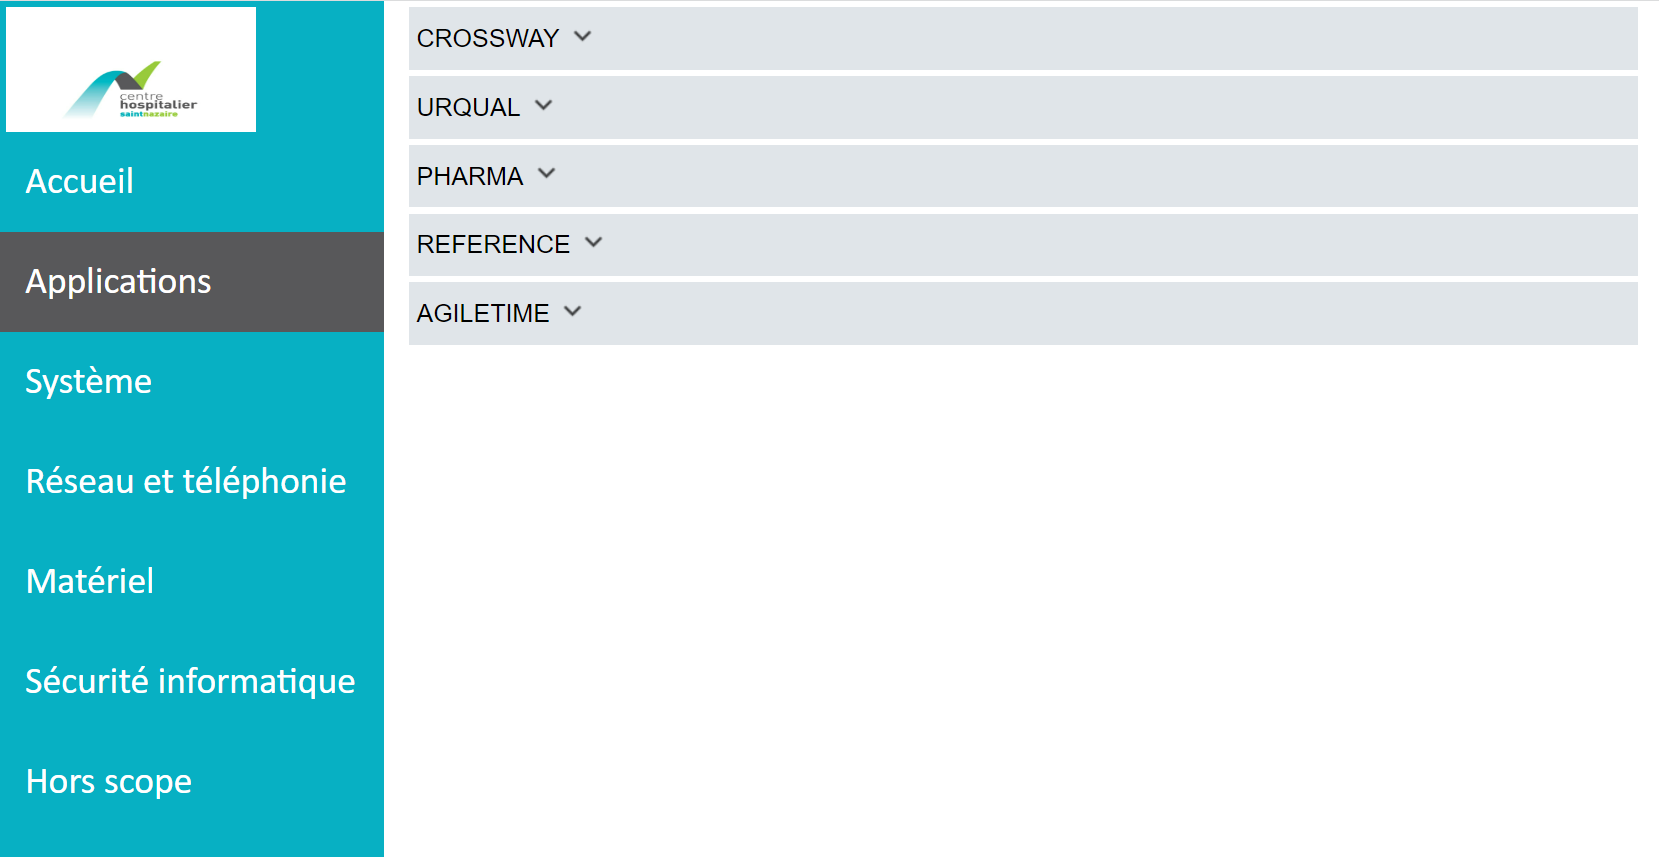 centre
hospitalier
saintnazaire
Accueil
Applications
Système
Réseau et téléphonie
Matériel
Sécurité informatique
Hors scope
CROSSWAY
URQUAL
PHARMA
REFERENCE
AGILETIME